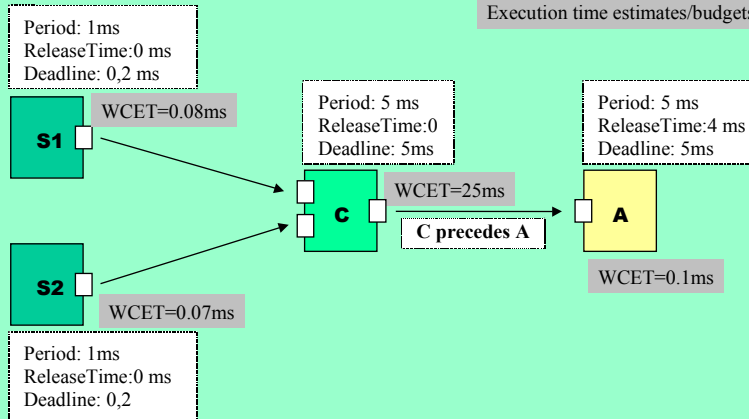 Execution time estimates/budgets
Period: 1ms
ReleaseTime:0 ms
Deadline: 0,2 ms
WCET=0.08ms
S1
Period: 5 ms
ReleaseTime:0
Deadline: 5ms
WCET=25ms
C
C precedes A
Period: 5 ms
ReleaseTime:4 ms
Deadline: 5ms
A
WCET=0.1ms
S2
WCET=0.07ms
Period: 1ms
ReleaseTime:0 ms
Deadline: 0,2